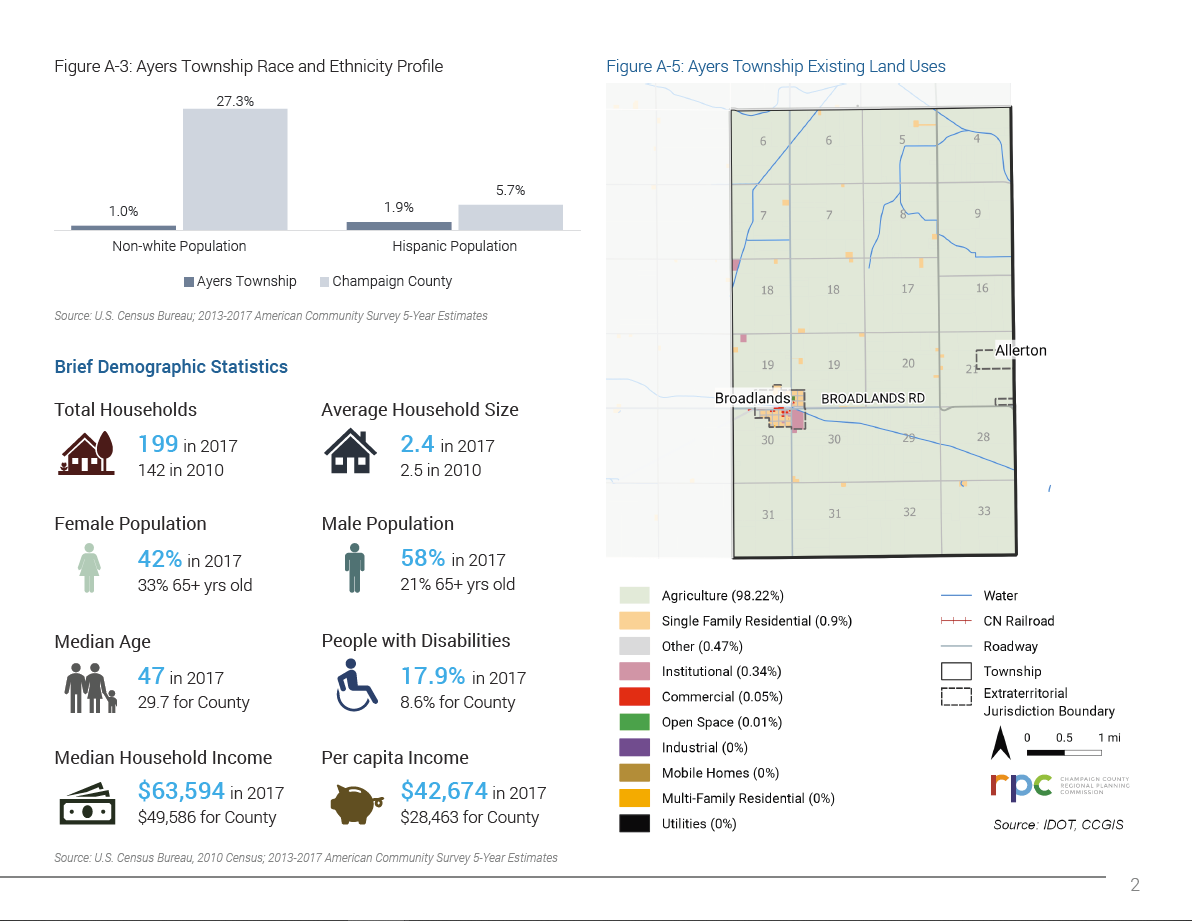 Figure A-3: Ayers Township Race and Ethnicity Profile
27.3%
1.0%
1.9%
5.7%
Non-white Population
Hispanic Population
Ayers Township
Champaign County
Source: U.S. Census Bureau; 2013-2017 American Community Survey 5-Year Estimates
Brief Demographic Statistics
Total Households
199 in 2017
142 in 2010
Average Household Size
2.4 in 2017
2.5 in 2010
Female Population
42% in 2017
33% 65+ yrs old
Male Population
58% in 2017
21% 65+ yrs old
Median Age
47 in 2017
29.7 for County
People with Disabilities
17.9% in 2017
8.6% for County
Median Household Income
$63,594 in 2017
$49,586 for County
Per capita Income
$42,674 in 2017
$28,463 for County
Source: U.S. Census Bureau, 2010 Census; 2013-2017 American Community Survey 5-Year Estimates
Figure A-5: Ayers Township Existing Land Uses
6 6 5 4
7 7 8 9
18 18 17 16
19 19 20 21
Allerton
Broadlands
BROADLANDS RD
30 30 29 28
31 31 32 33
Agriculture (98.22%)
Single Family Residential (0.9%)
Other (0.47%)
Institutional (0.34%)
Commercial (0.05%)
Open Space (0.01%)
Industrial (0%)
Mobile Homes (0%)
Multi-Family Residential (0%)
Utilities (0%)
Water
CN Railroad
Roadway
Township
Extraterritorial
Jurisdiction Boundary
0 0.5 1 mi
rpc
CHAMPAIGN COUNTY
REGIONAL PLANNING
COMMISSION
Source: IDOT, CCGIS
2